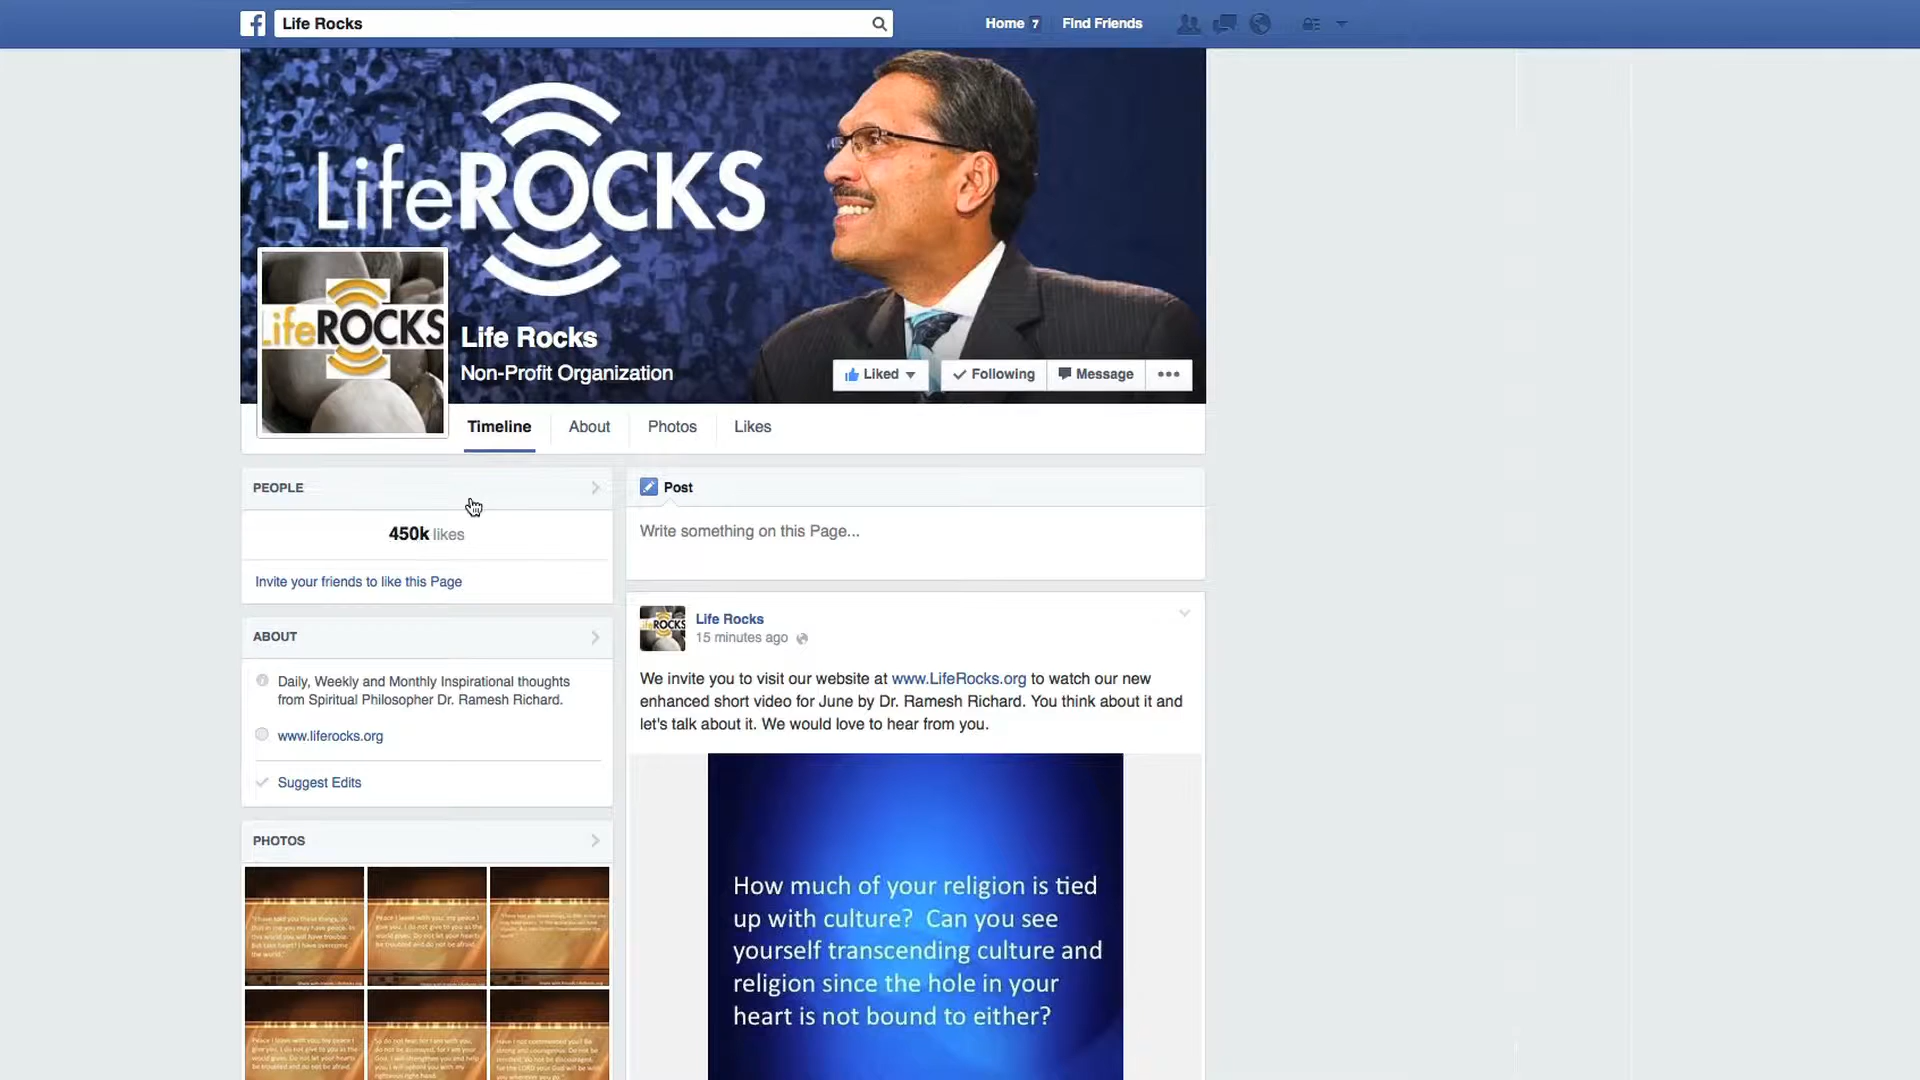 Life Rocks
Home 7 Find Friends
LifeROCKS
LifeROCKS
Life Rocks
Non-Profit Organization
Liked
Following
Message
Timeline
About
Photos
Likes
PEOPLE
450k likes
Invite your friends to like this Page
ABOUT
Daily, Weekly and Monthly Inspirational thoughts
from Spiritual Philosopher Dr. Ramesh Richard.
www.liferocks.org
Suggest Edits
PHOTOS
Post
Write something on this Page...
Life Rocks
15 minutes ago
We invite you to visit our website at www.LifeRocks.org to watch our new
enhanced short video for June by Dr. Ramesh Richard. You think about it and
let's talk about it. We would love to hear from you.
How much of your religion is tied
up with culture? Can you see
yourself transcending culture and
religion since the hole in your
heart is not bound to either?